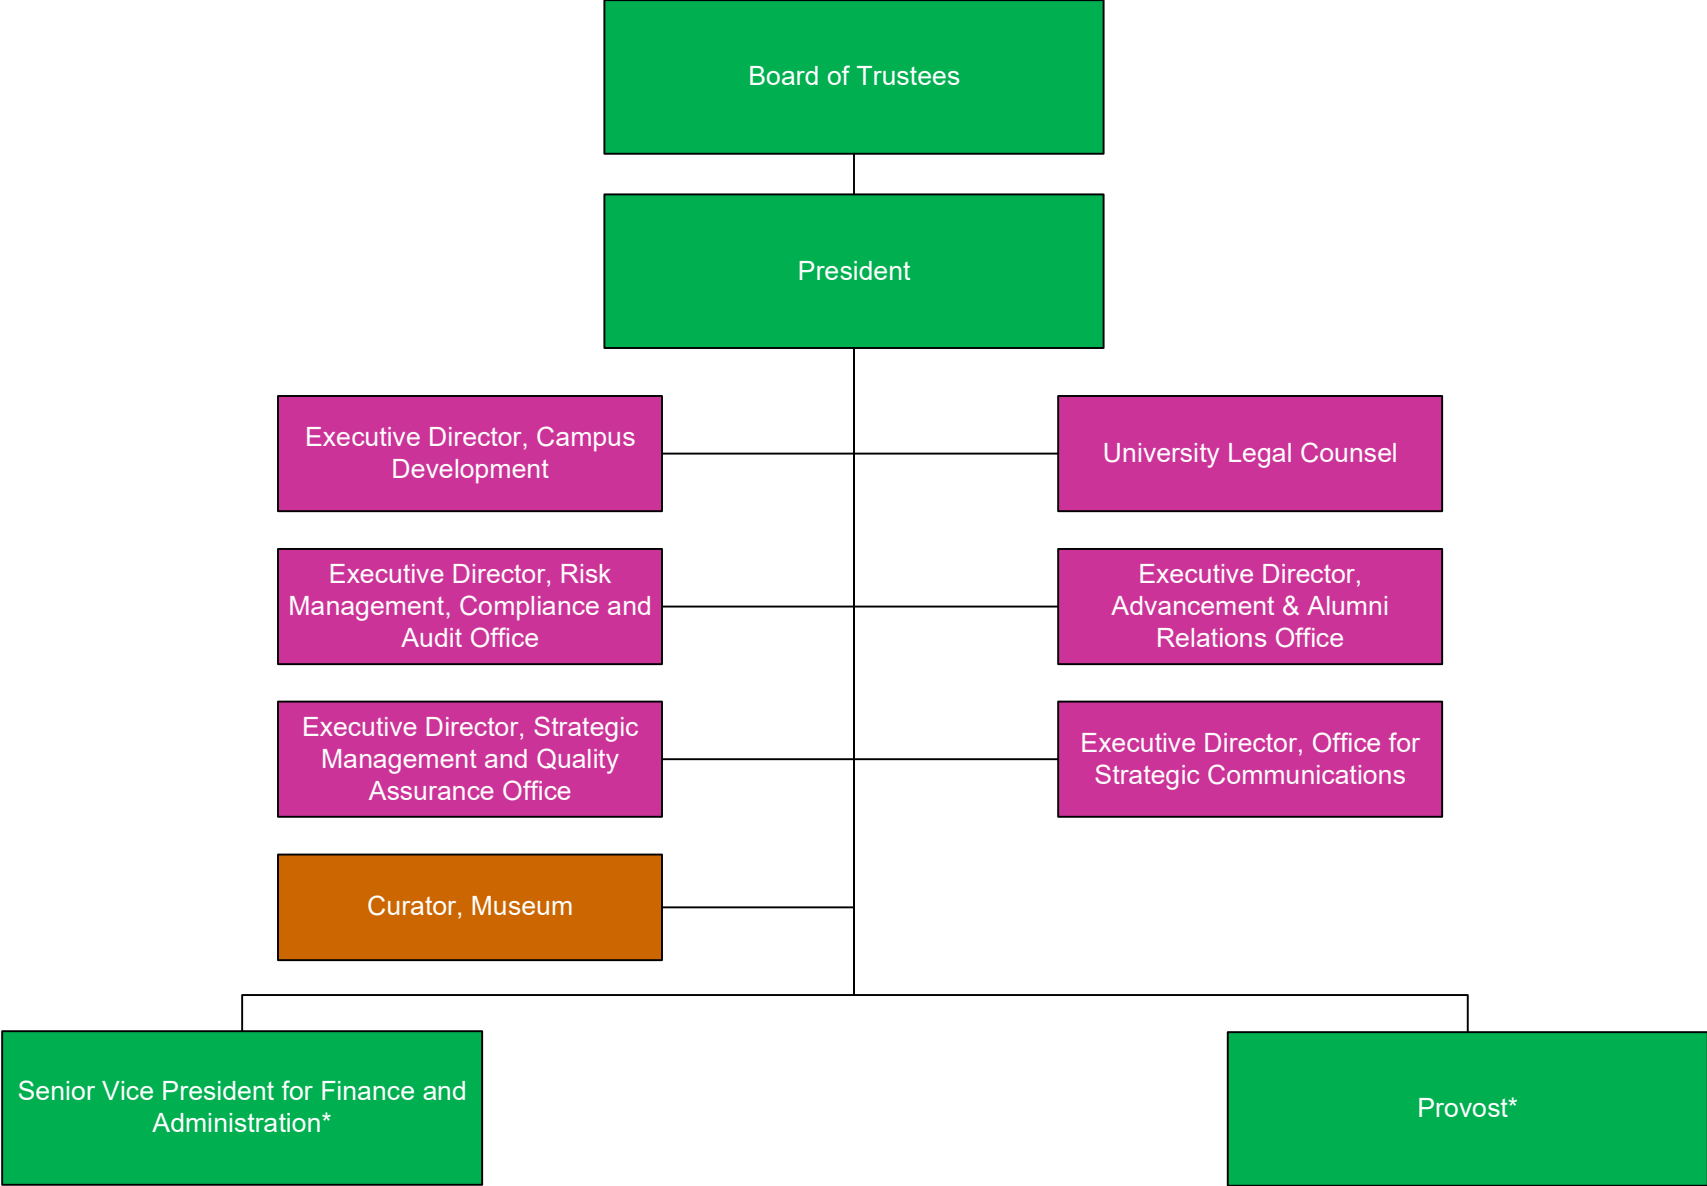 Board of Trustees
President
Executive Director, Campus
Development
University Legal Counsel
Executive Director, Risk
Management, Compliance and
Audit Office
Executive Director,
Advancement & Alumni
Relations Office
Executive Director, Strategic
Management and Quality
Assurance Office
Executive Director, Office for
Strategic Communications
Curator, Museum
Senior Vice President for Finance and
Administration*
Provost*